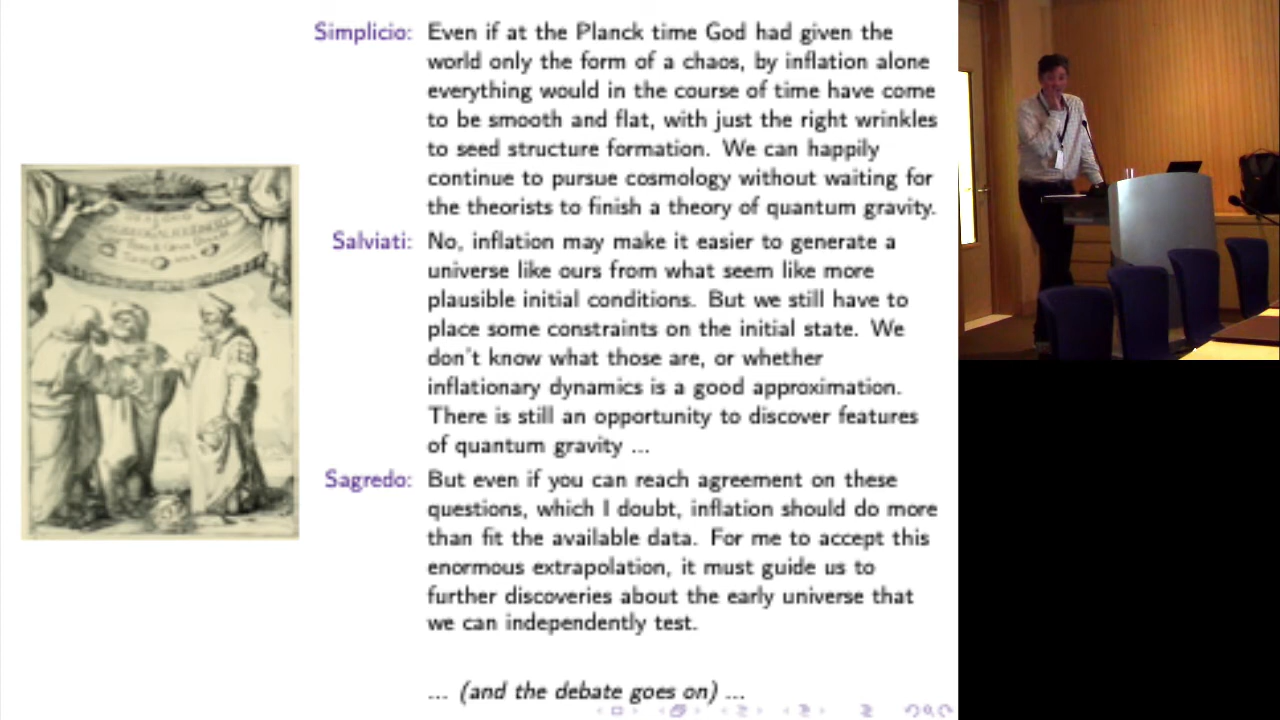 Simplicio: Even if at the Planck time God had given the
world only the form of a chaos, by inflation alone
everything would in the course of time have come
to be smooth and flat, with just the right wrinkles
to seed structure formation. We can happily
continue to pursue cosmology without waiting for
the theorists to finish a theory of quantum gravity.
Salviati: No, inflation may make it easier to generate a
universe like ours from what seem like more
plausible initial conditions. But we still have to
place some constraints on the initial state. We
don't know what those are, or whether
inflationary dynamics is a good approximation.
There is still an opportunity to discover features
of quantum gravity ...
Sagredo: But even if you can reach agreement on these
questions, which I doubt, inflation should do more
than fit the available data. For me to accept this
enormous extrapolation, it must guide us to
further discoveries about the early universe that
we can independently test.
... (and the debate goes on) ...